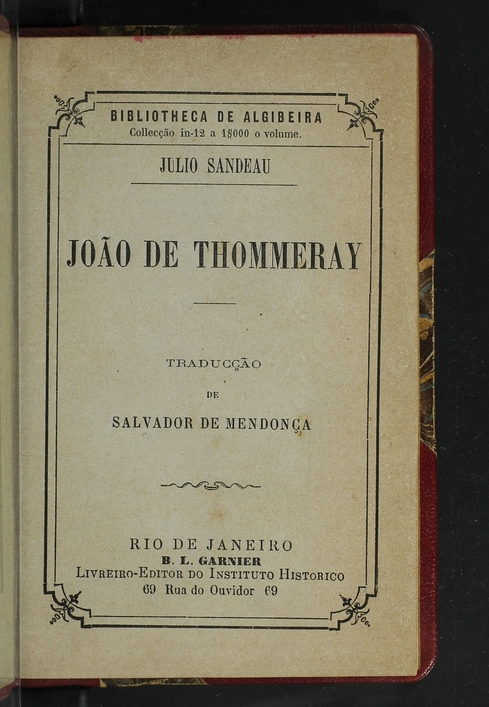 BIBLIOTHECA DE ALGIBEIRA
Collecção in-12 a 1$000 o volume.
JULIO SANDEAU
JOÃO DE THOMMERAY
TRADUCÇÃO
DE
SALVADOR DE MENDONÇA
RIO DE JANEIRO
B. L. GARNIER
LIVREIRO-EDITOR DO INSTITUTO HISTORICO
69 Rua do Ouvidor 69